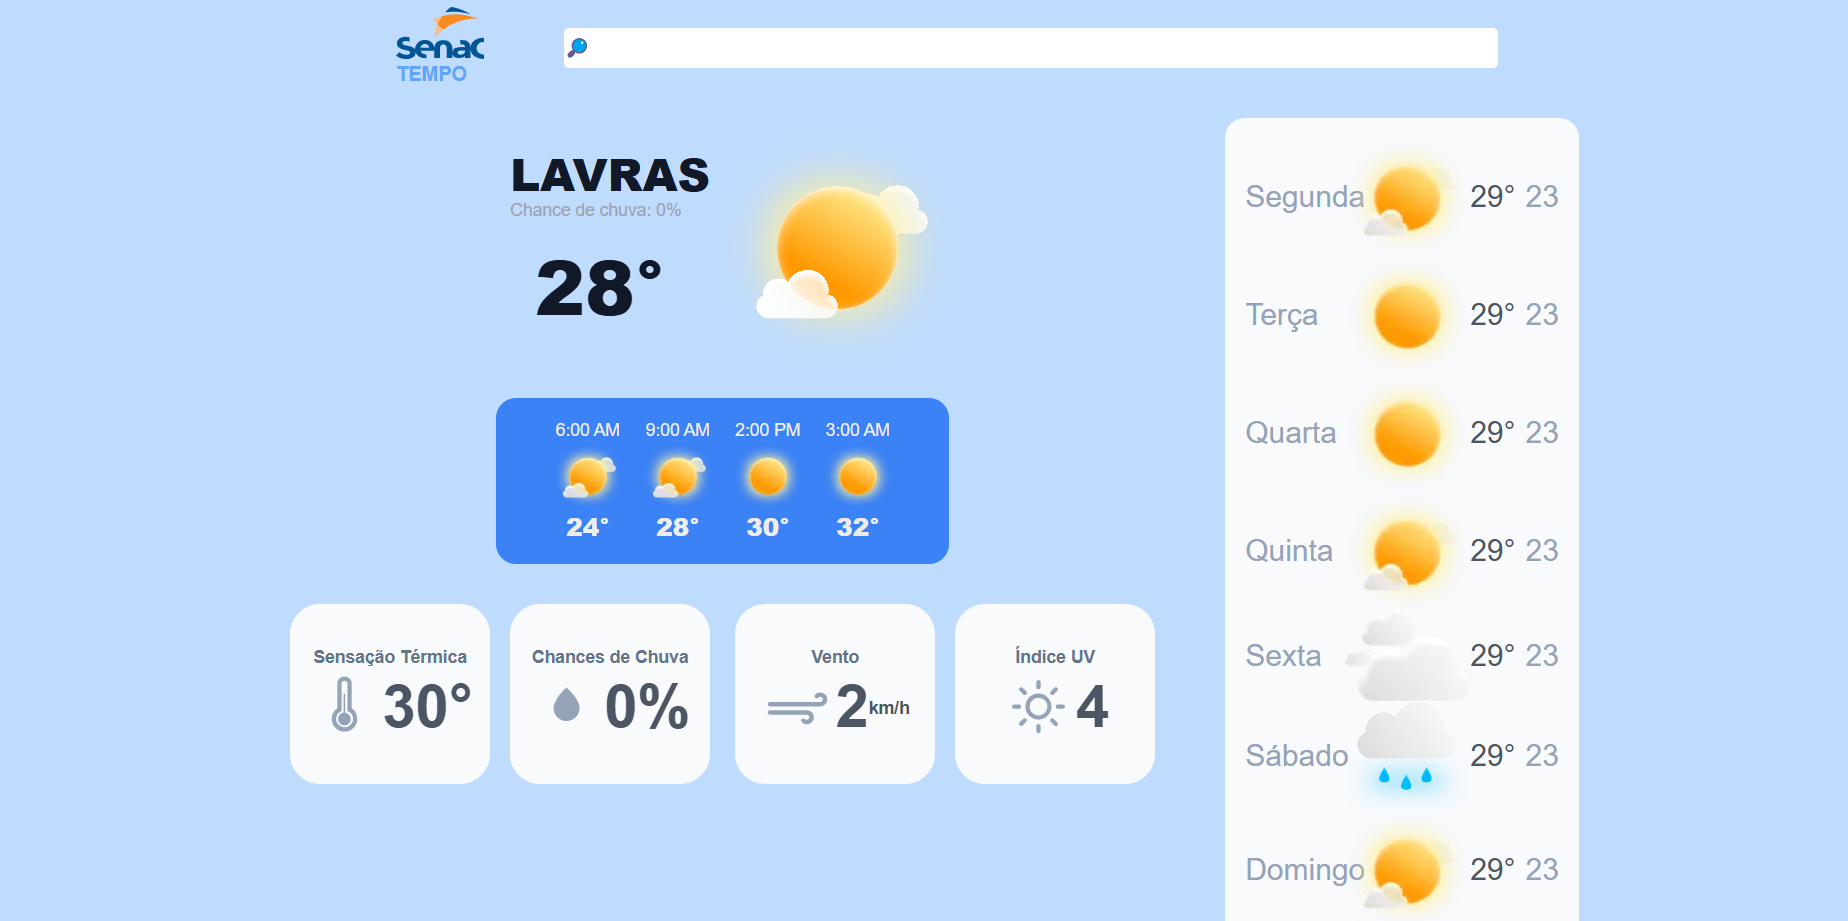 Senac
TEMPO
LAVRAS
Chance de chuva: 0%
28°
6:00 AM 9:00 AM 2:00 PM 3:00 AM
24° 28° 30° 32°
Sensação Térmica
30°
Chances de Chuva
0%
Vento
2 km/h
Índice UV
4
Segunda 29° 23
Terça 29° 23
Quarta 29° 23
Quinta 29° 23
Sexta 29° 23
Sábado 29° 23
Domingo 29° 23